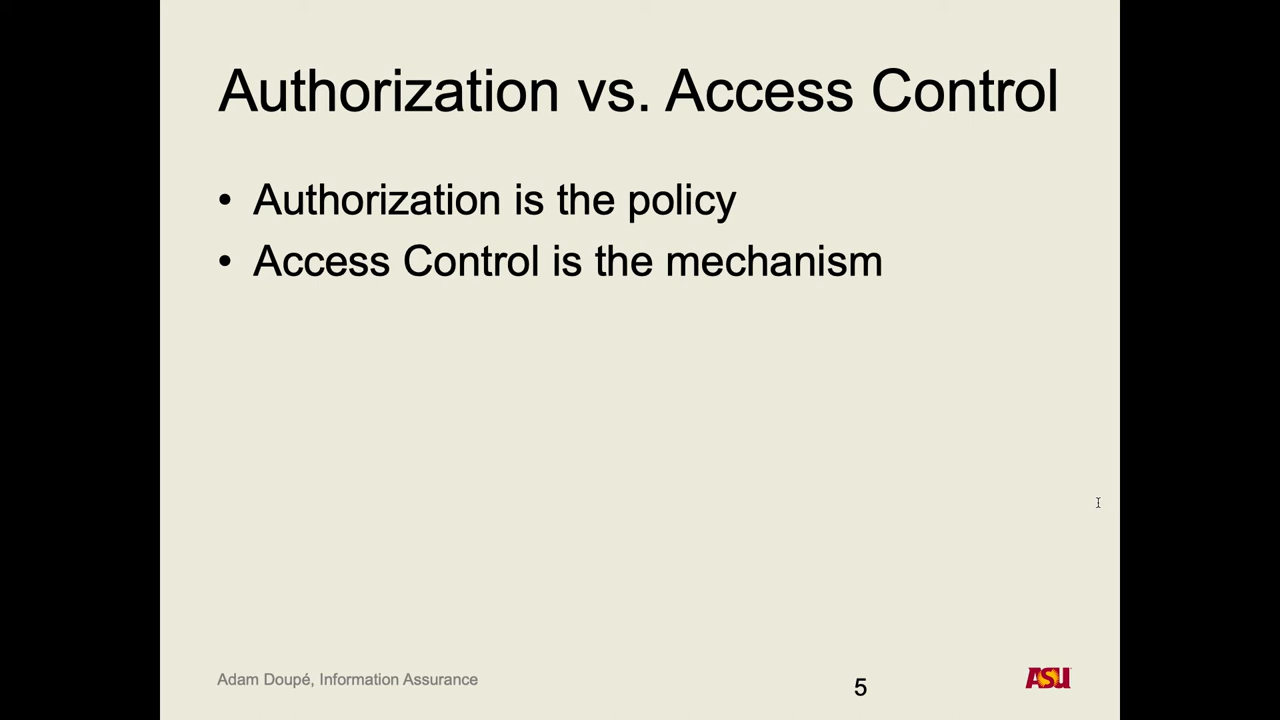 Authorization vs. Access Control
• Authorization is the policy
• Access Control is the mechanism
Adam Doupé, Information Assurance
5
ASU